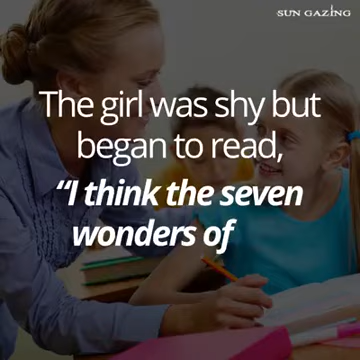 SUN GAZING
The girl was shy but
began to read,
“I think the seven
wonders of